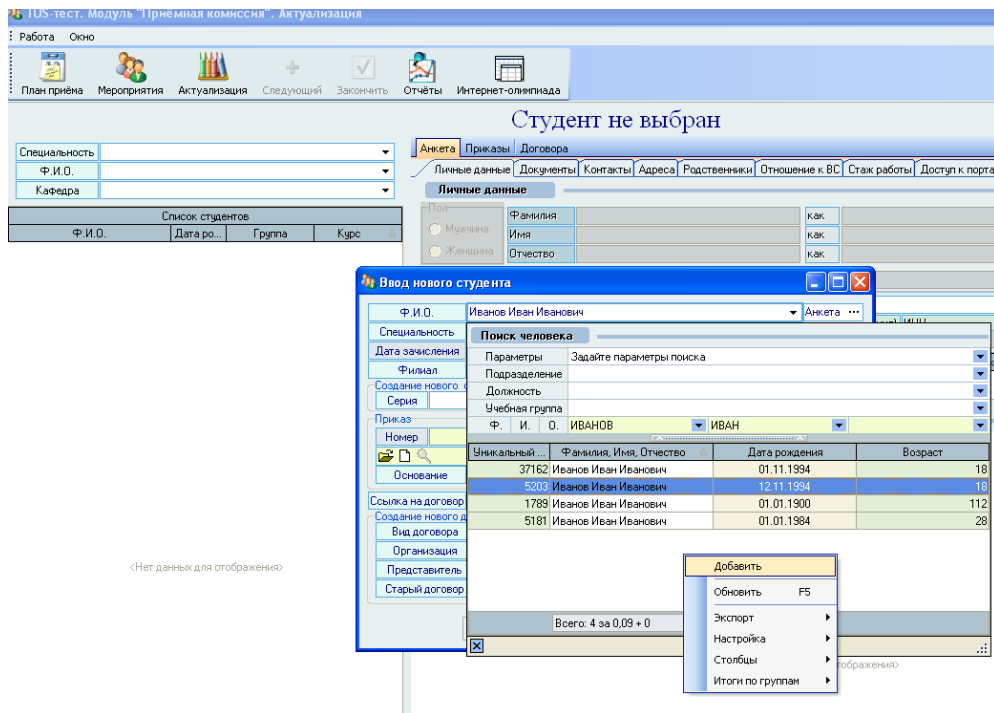 TUS-тест. Модуль "Приёмная комиссия". Актуализация
Работа Окно
План приёма Мероприятия Актуализация Следующий Закончить Отчёты Интернет-олимпиада
Студент не выбран
Специальность
Ф.И.О.
Кафедра
Список студентов
Ф.И.О. Дата ро... Группа Курс
<Нет данных для отображения>
Анкета Приказы Договора
Личные данные Документы Контакты Адреса Родственники Отношение к ВС Стаж работы Доступ к порта
Личные данные
Пол
Мужчина
Женщина
Фамилия как
Имя как
Отчество как
Ввод нового студента
Ф.И.О. Иванов Иван Иванович Анкета ...
Специальность
Дата зачисления
Филиал
Создание нового
Серия
Приказ
Номер
Основание
Ссылка на договор
Создание нового д
Вид договора
Организация
Представитель
Старый договор
Поиск человека
Параметры Задайте параметры поиска
Подразделение
Должность
Учебная группа
Ф. И. О. ИВАНОВ ИВАН
Уникальный ... Фамилия, Имя, Отчество Дата рождения Возраст
37162 Иванов Иван Иванович 01.11.1994 18
5203 Иванов Иван Иванович 12.11.1994 18
1789 Иванов Иван Иванович 01.01.1900 112
5181 Иванов Иван Иванович 01.01.1984 28
Всего: 4 за 0,09 + 0
Добавить
Обновить F5
Экспорт
Настройка
Столбцы
Итоги по группам
отображения>